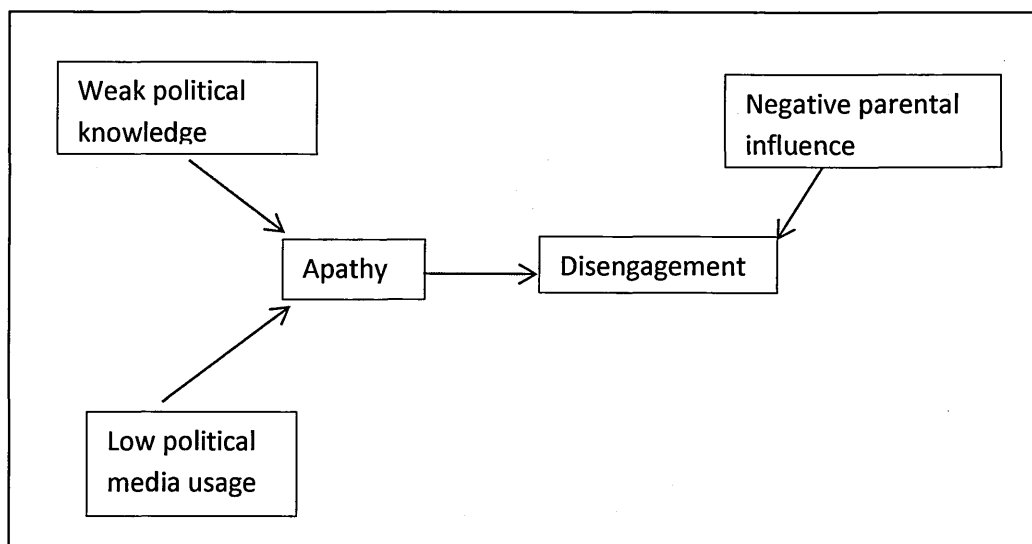 Weak political
knowledge
Negative parental
influence
Apathy
Disengagement
Low political
media usage